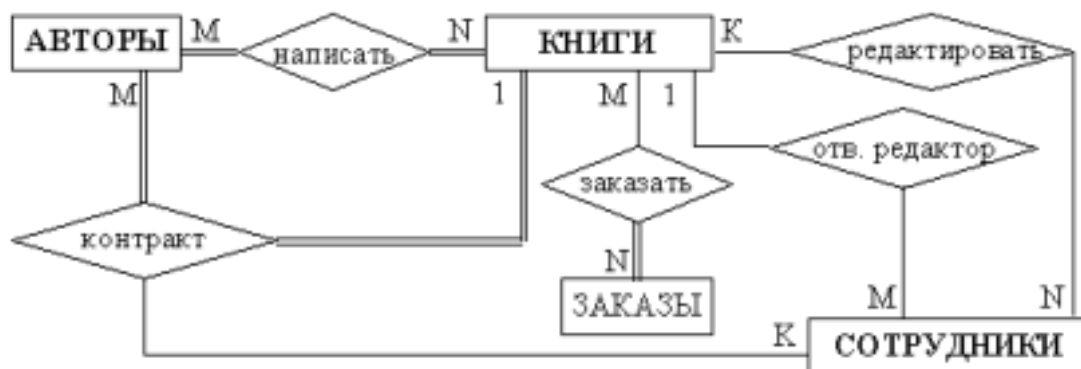 АВТОРЫ M написать N КНИГИ K редактировать
M 1 M 1
отв. редактор
заказать
контракт
N M N
ЗАКАЗЫ
K СОТРУДНИКИ